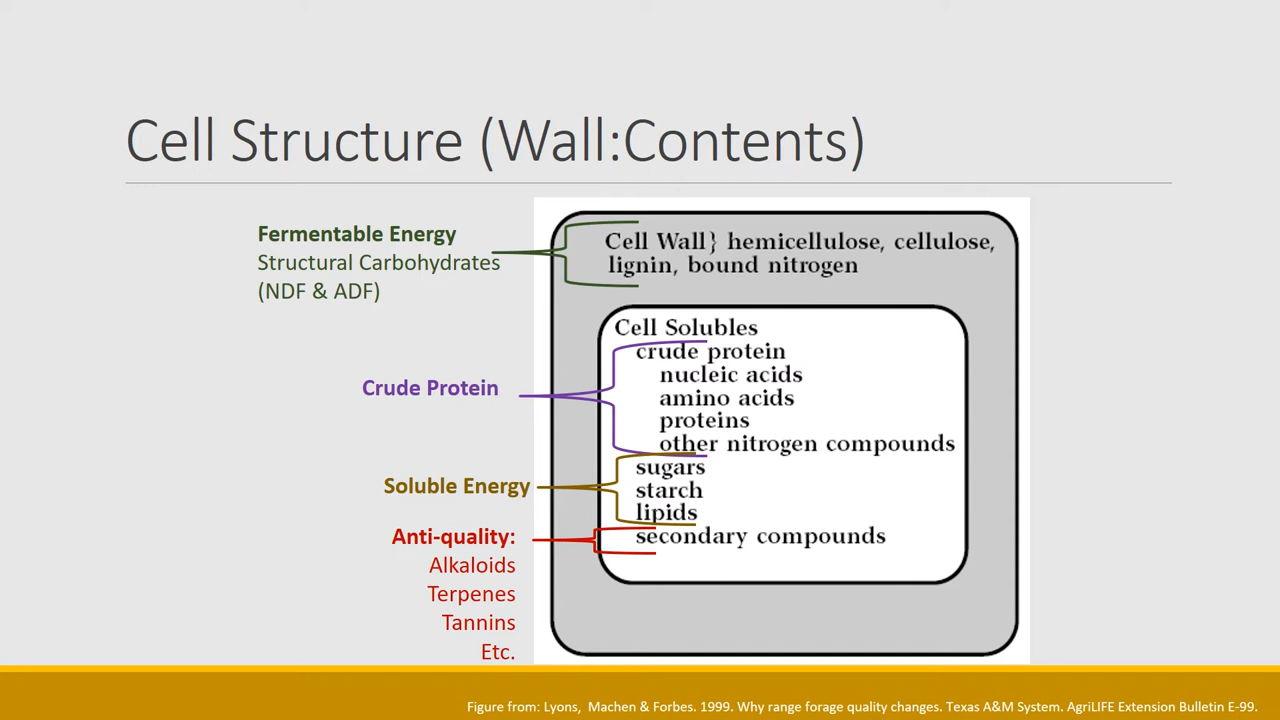 Cell Structure (Wall:Contents)
Fermentable Energy
Structural Carbohydrates
(NDF & ADF)
Cell Wall} hemicellulose, cellulose,
lignin, bound nitrogen
Cell Solubles
Crude Protein
crude protein
nucleic acids
amino acids
proteins
other nitrogen compounds
Soluble Energy
sugars
starch
lipids
Anti-quality:
Alkaloids
Terpenes
Tannins
Etc.
secondary compounds
Figure from: Lyons, Machen & Forbes. 1999. Why range forage quality changes. Texas A&M System. AgriLIFE Extension Bulletin E-99.